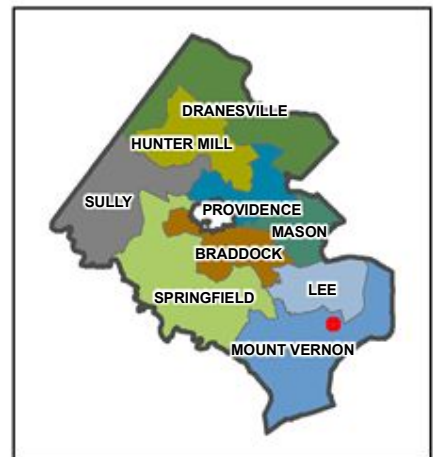 DRANESVILLE
HUNTER MILL
SULLY
PROVIDENCE
MASON
BRADDOCK
LEE
SPRINGFIELD
MOUNT VERNON